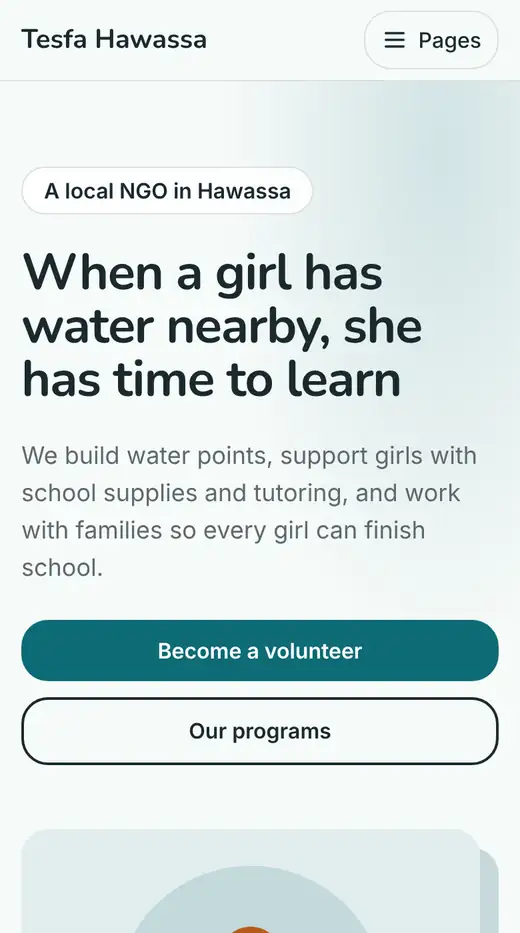 Tesfa Hawassa
Pages
A local NGO in Hawassa
When a girl has
water nearby, she
has time to learn
We build water points, support girls with
school supplies and tutoring, and work
with families so every girl can finish
school.
Become a volunteer
Our programs